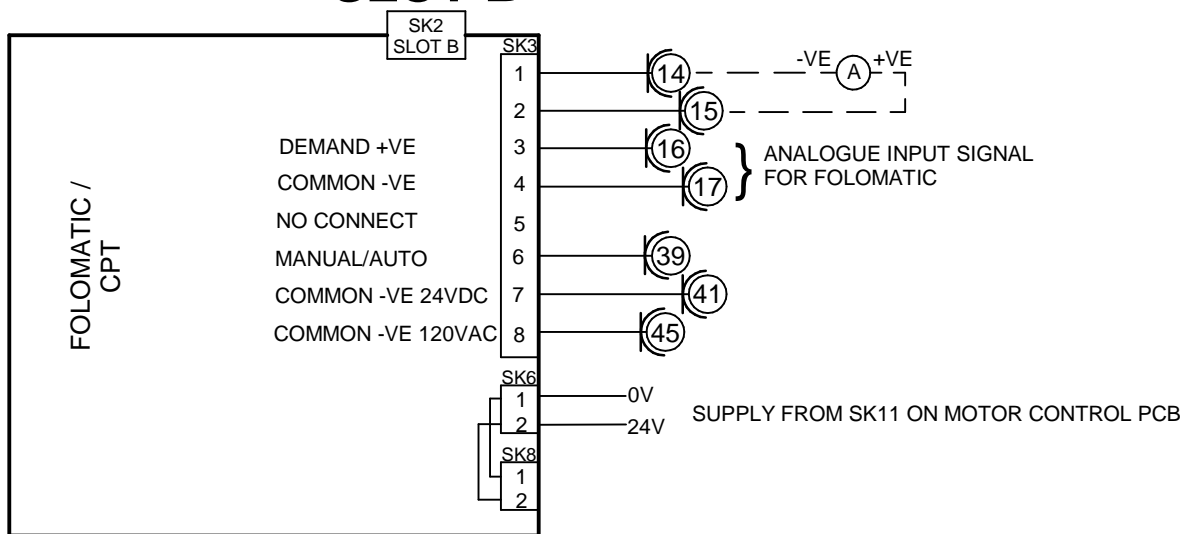 SK2
SLOT B
SK3
1
14
-VE
A
+VE
2
15
DEMAND +VE
3
16
COMMON -VE
4
17
ANALOGUE INPUT SIGNAL
FOR FOLOMATIC
NO CONNECT
5
MANUAL/AUTO
6
39
COMMON -VE 24VDC
7
41
COMMON -VE 120VAC
8
45
FOLOMATIC /
CPT
SK6
1
0V
2
24V
SUPPLY FROM SK11 ON MOTOR CONTROL PCB
SK8
1
2